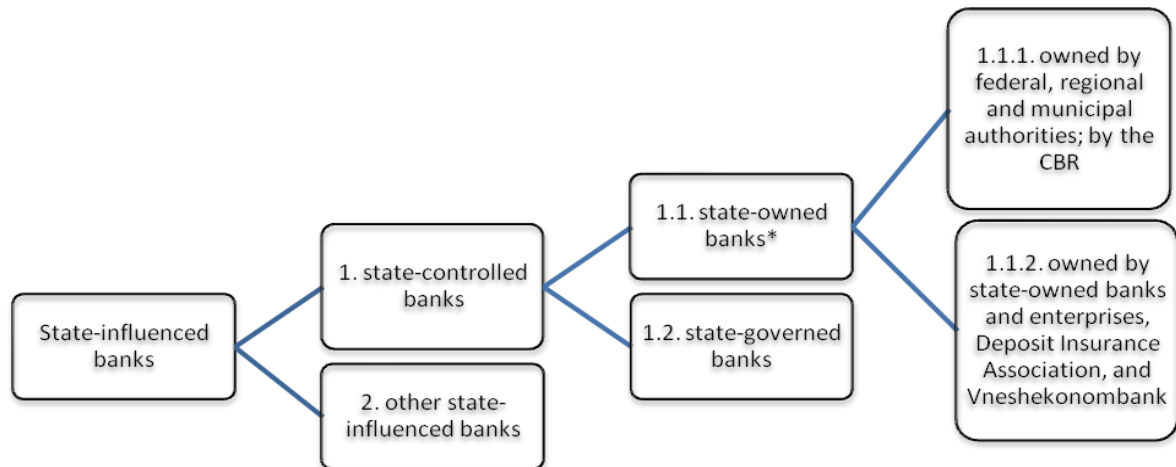 State-influenced
banks
1. state-controlled
banks
2. other state-
influenced banks
1.1. state-owned
banks*
1.2. state-governed
banks
1.1.1. owned by
federal, regional
and municipal
authorities; by the
CBR
1.1.2. owned by
state-owned banks
and enterprises,
Deposit Insurance
Association, and
Vneshekonombank